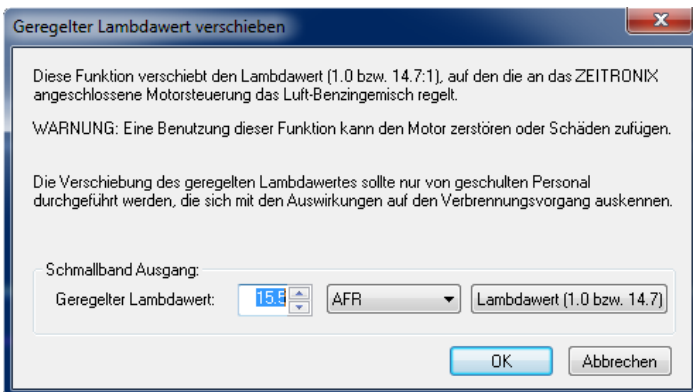 Geregelter Lambdawert verschieben
Diese Funktion verschiebt den Lambdawert (1.0 bzw. 14.7:1), auf den die an das ZEITRONIX
angeschlossene Motorsteuerung das Luft-Benzingemisch regelt.
WARNUNG: Eine Benutzung dieser Funktion kann den Motor zerstören oder Schäden zufügen.
Die Verschiebung des geregelten Lambdawertes sollte nur von geschulten Personal
durchgeführt werden, die sich mit den Auswirkungen auf den Verbrennungsvorgang auskennen.
Schmallband Ausgang:
Geregelter Lambdawert: 15.5 AFR Lambdawert (1.0 bzw. 14.7)
OK Abbrechen